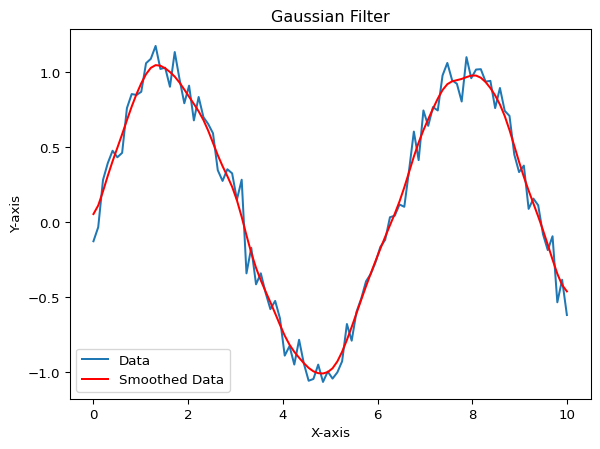 Gaussian Filter
Y-axis
1.0
0.5
0.0
−0.5
−1.0
Data
Smoothed Data
0 2 4 6 8 10
X-axis